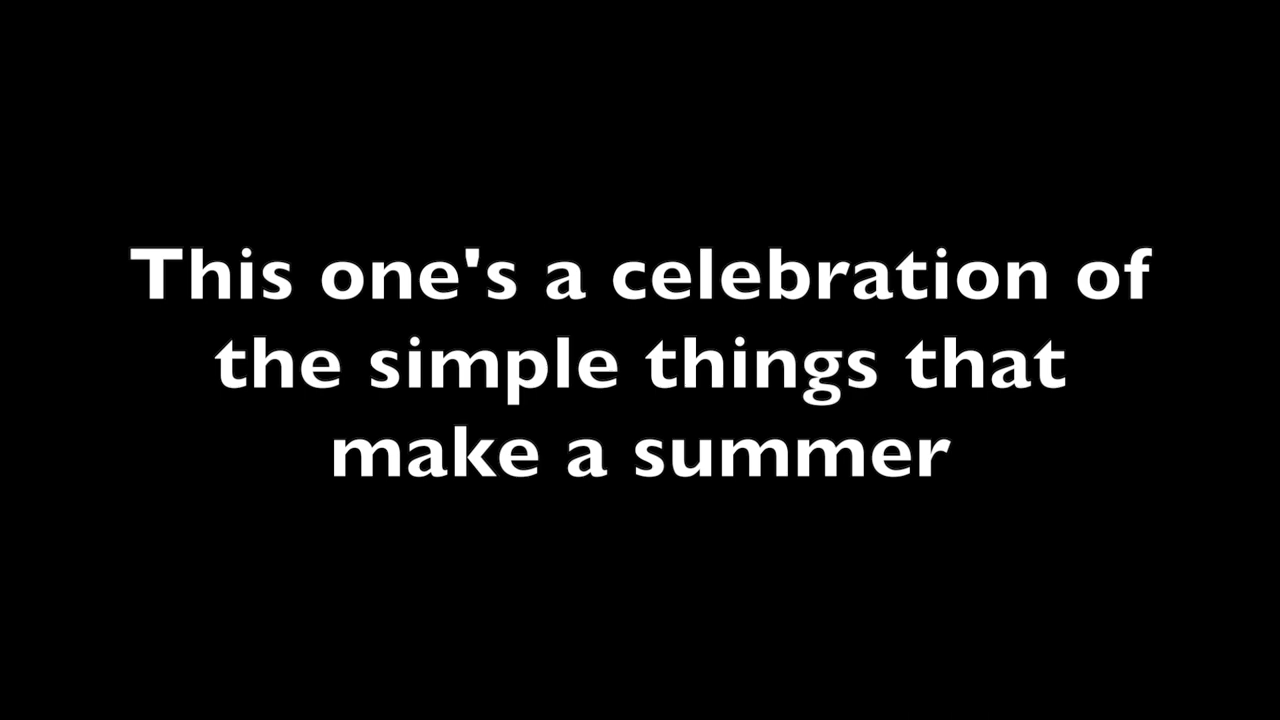 This one's a celebration of
the simple things that
make a summer